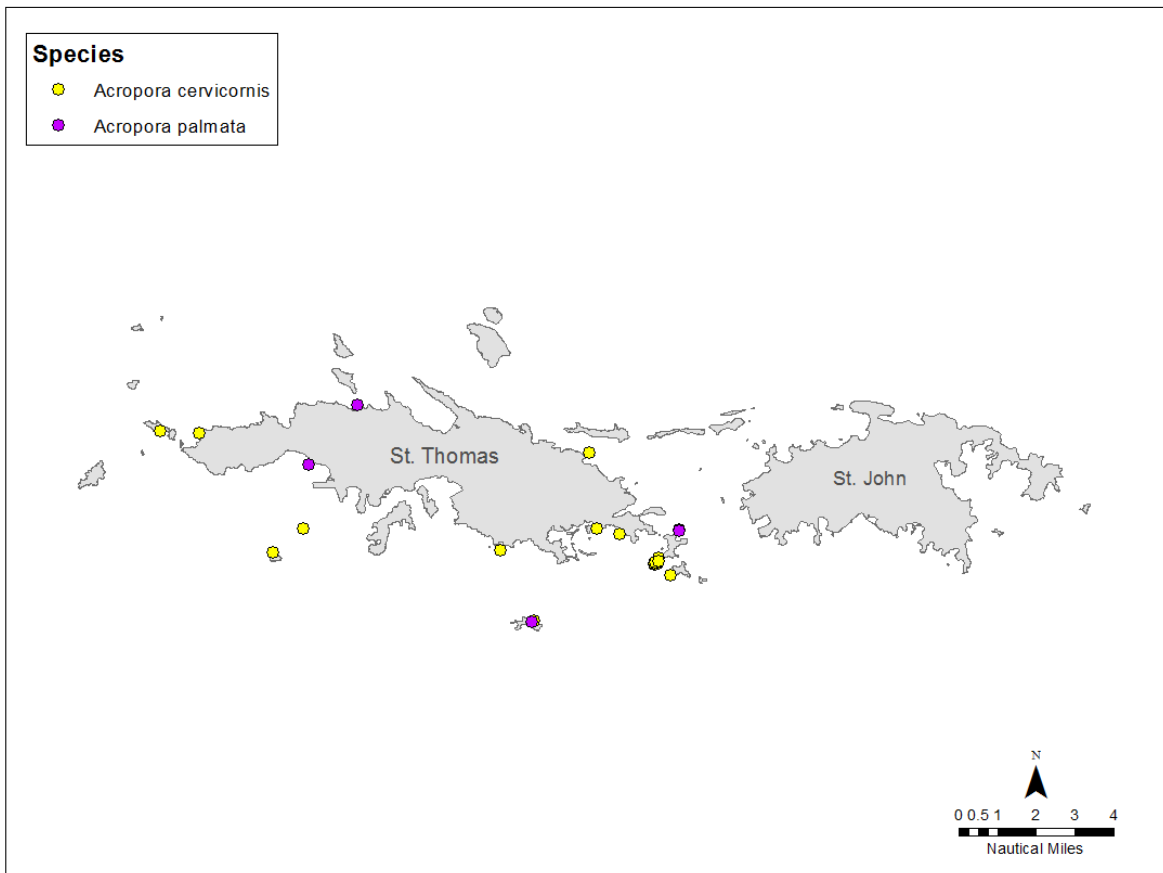 Species
Acropora cervicornis
Acropora palmata
St. Thomas
St. John
N
0 0.5 1 2 3 4
Nautical Miles